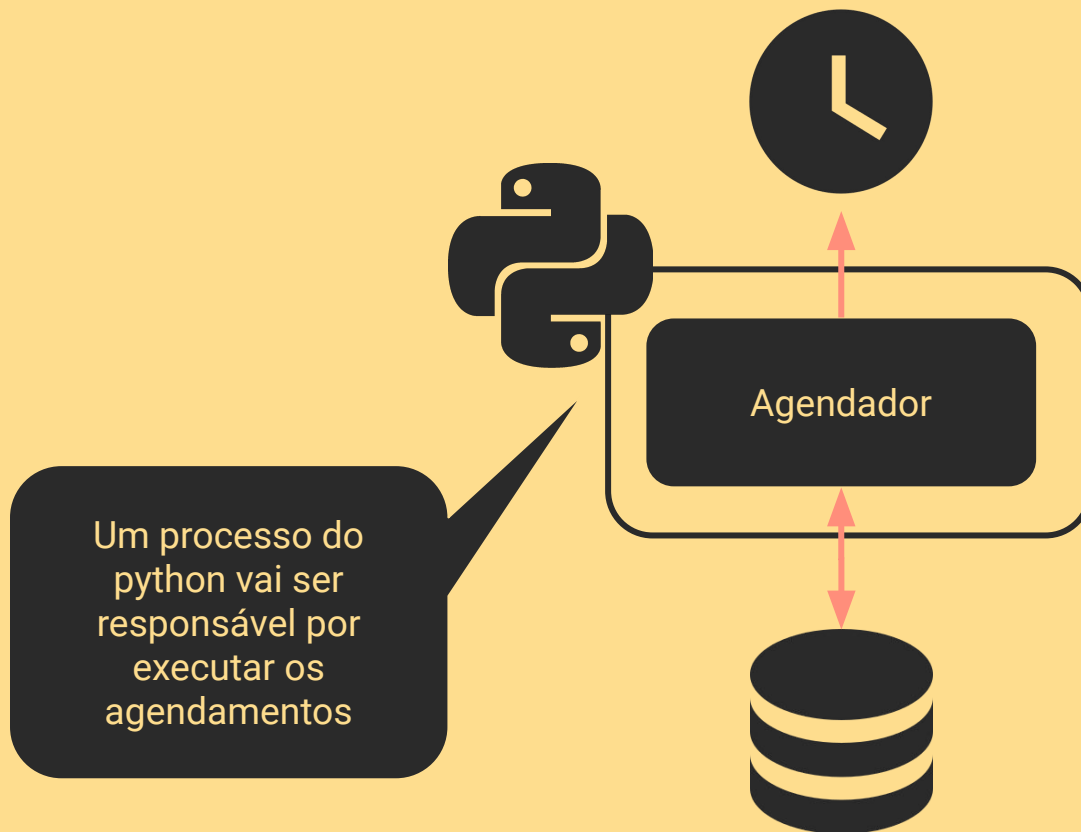 Agendador
Um processo do
python vai ser
responsável por
executar os
agendamentos